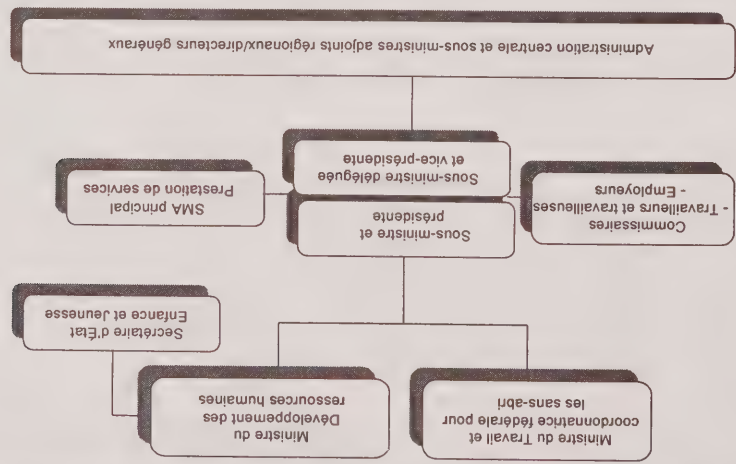 Ministre du Travail et
coordonnatrice fédérale pour
les sans-abri
Ministre du
Développement des
ressources humaines
Secrétaire d'État
Enfance et Jeunesse
Sous-ministre et
présidente
Commissaires
- Travailleurs et travailleuses
- Employeurs
Sous-ministre déléguée
et vice-présidente
SMA principal
Prestation de services
Administration centrale et sous-ministres adjoints régionaux/directeurs généraux